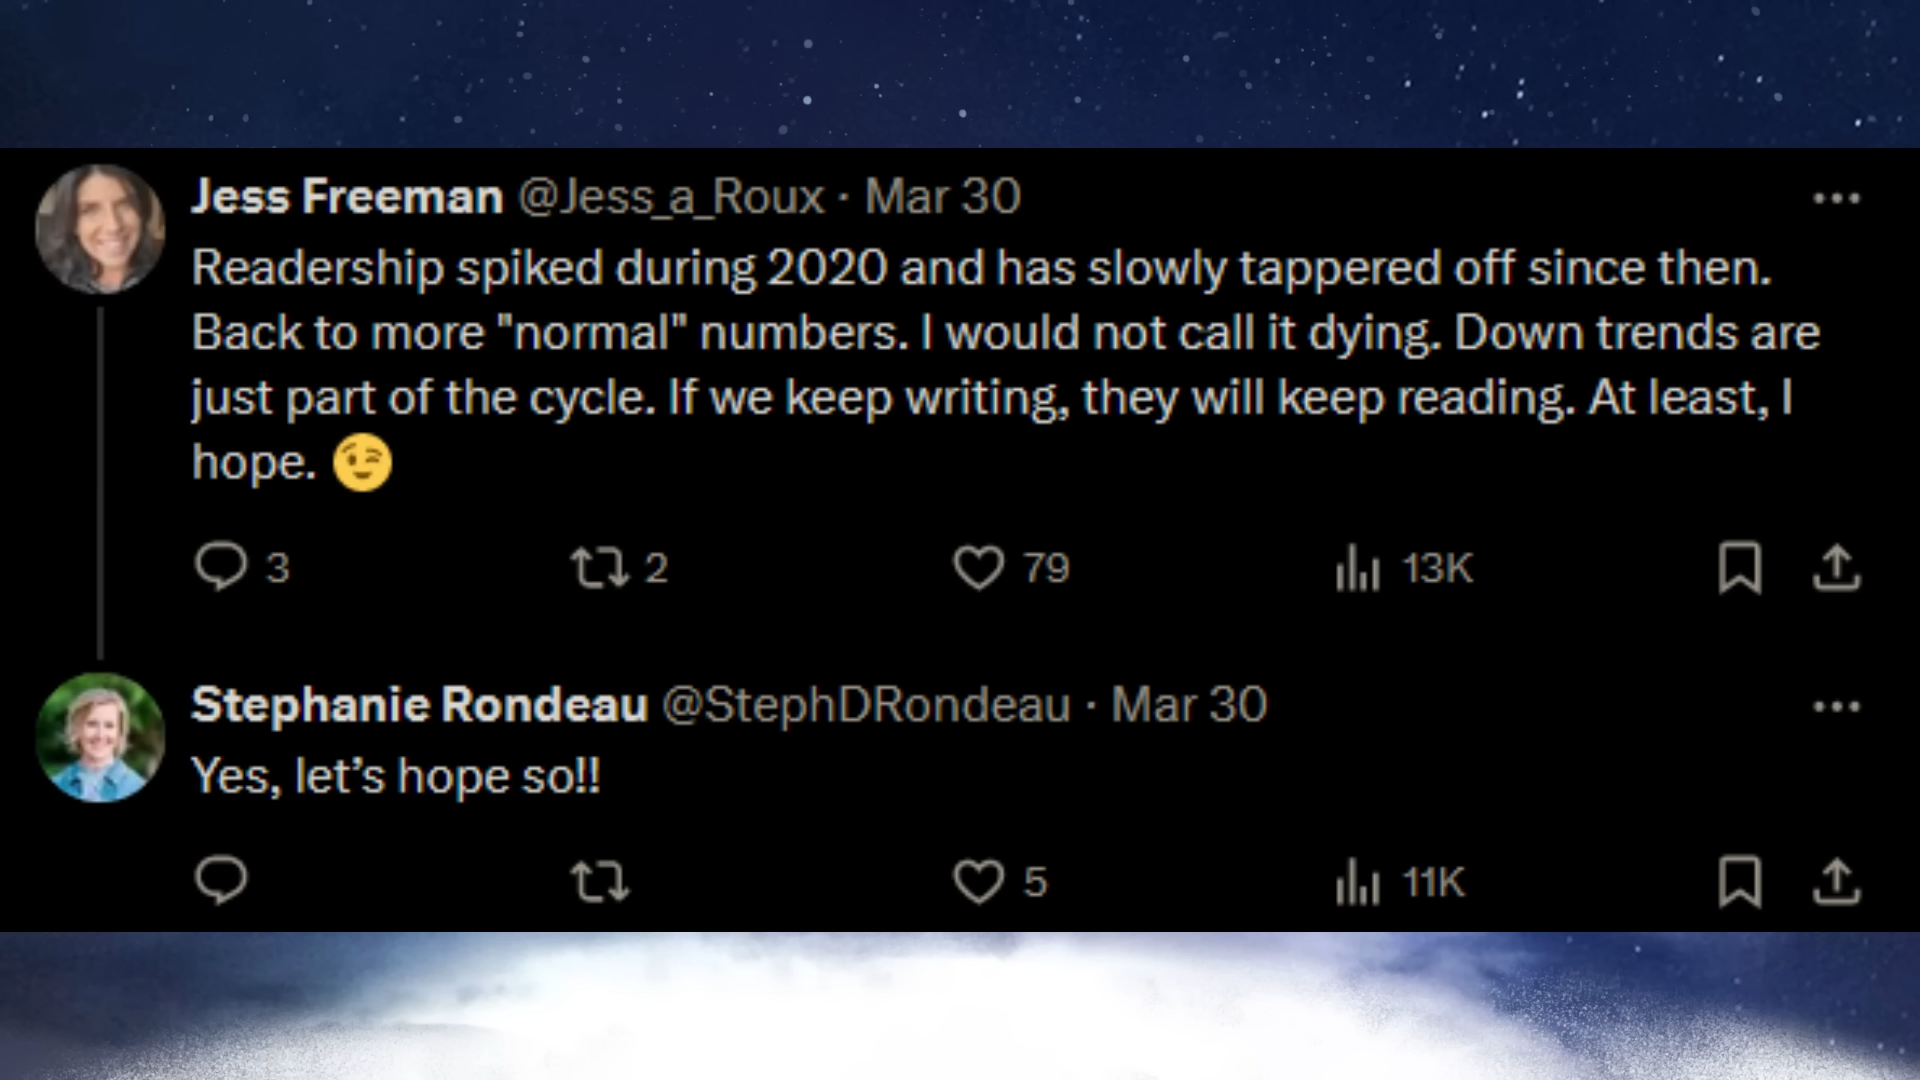 Jess Freeman @Jess_a_Roux · Mar 30
Readership spiked during 2020 and has slowly tappered off since then.
Back to more "normal" numbers. I would not call it dying. Down trends are
just part of the cycle. If we keep writing, they will keep reading. At least, I
hope. 😉
3 2 79 13K
Stephanie Rondeau @StephDRondeau · Mar 30
Yes, let’s hope so!!
5 11K